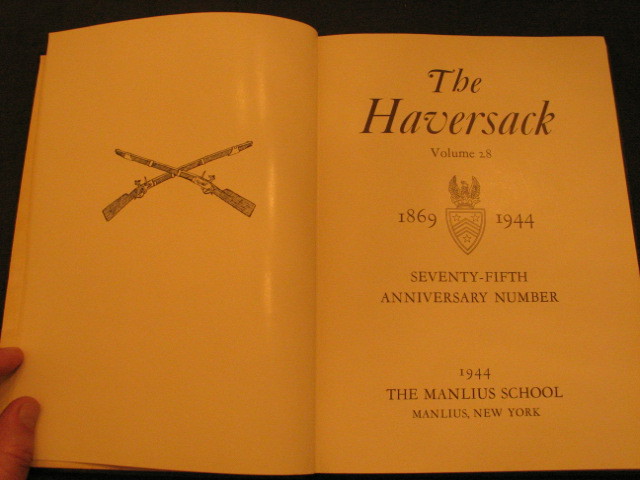 The
Haversack
Volume 28
1869 1944
SEVENTY-FIFTH
ANNIVERSARY NUMBER
1944
THE MANLIUS SCHOOL
MANLIUS, NEW YORK